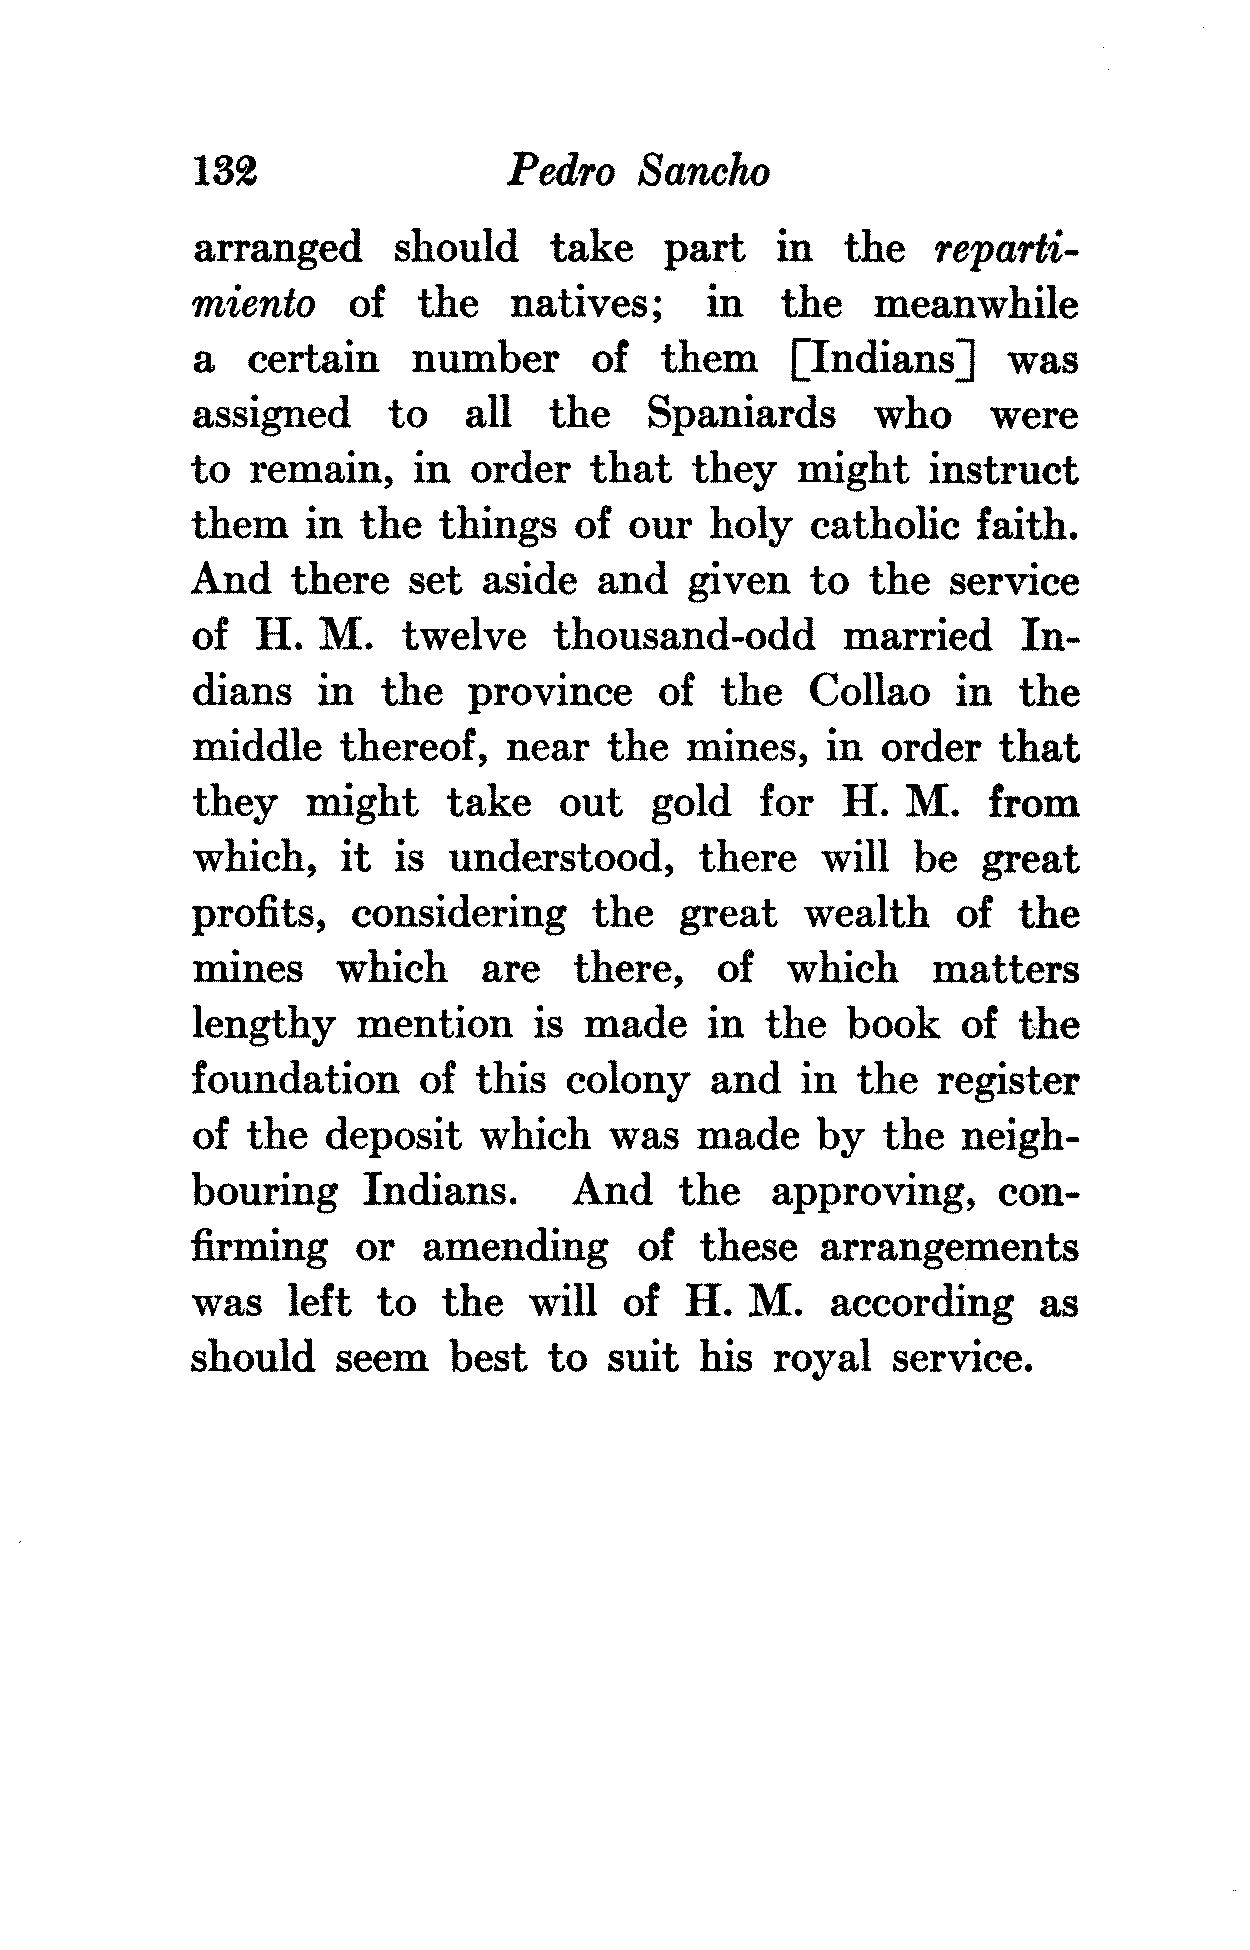 132 Pedro Sancho
arranged should take part in the reparti-
miento of the natives; in the meanwhile
a certain number of them [Indians] was
assigned to all the Spaniards who were
to remain, in order that they might instruct
them in the things of our holy catholic faith.
And there set aside and given to the service
of H. M. twelve thousand-odd married In-
dians in the province of the Collao in the
middle thereof, near the mines, in order that
they might take out gold for H. M. from
which, it is understood, there will be great
profits, considering the great wealth of the
mines which are there, of which matters
lengthy mention is made in the book of the
foundation of this colony and in the register
of the deposit which was made by the neigh-
bouring Indians. And the approving, con-
firming or amending of these arrangements
was left to the will of H. M. according as
should seem best to suit his royal service.